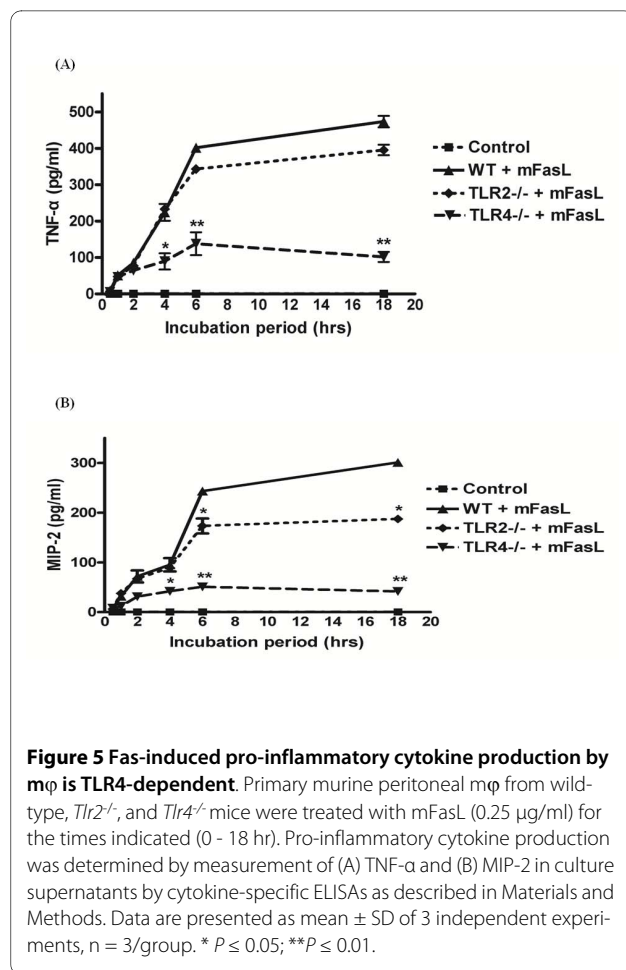 (A)
TNF-α (pg/ml)
500
400
300
200
100
0
* ** **
0 2 4 6 8 10 12 14 16 18 20
Incubation period (hrs)
Control
WT + mFasL
TLR2-/- + mFasL
TLR4-/- + mFasL
(B)
MIP-2 (pg/ml)
300
200
100
0
* *
* ** **
0 2 4 6 8 10 12 14 16 18 20
Incubation period (hrs)
Control
WT + mFasL
TLR2-/- + mFasL
TLR4-/- + mFasL
Figure 5 Fas-induced pro-inflammatory cytokine production by
mφ is TLR4-dependent. Primary murine peritoneal mφ from wild-
type, Tlr2-/-, and Tlr4-/- mice were treated with mFasL (0.25 μg/ml) for
the times indicated (0 - 18 hr). Pro-inflammatory cytokine production
was determined by measurement of (A) TNF-α and (B) MIP-2 in culture
supernatants by cytokine-specific ELISAs as described in Materials and
Methods. Data are presented as mean ± SD of 3 independent experi-
ments, n = 3/group. * P ≤ 0.05; **P ≤ 0.01.